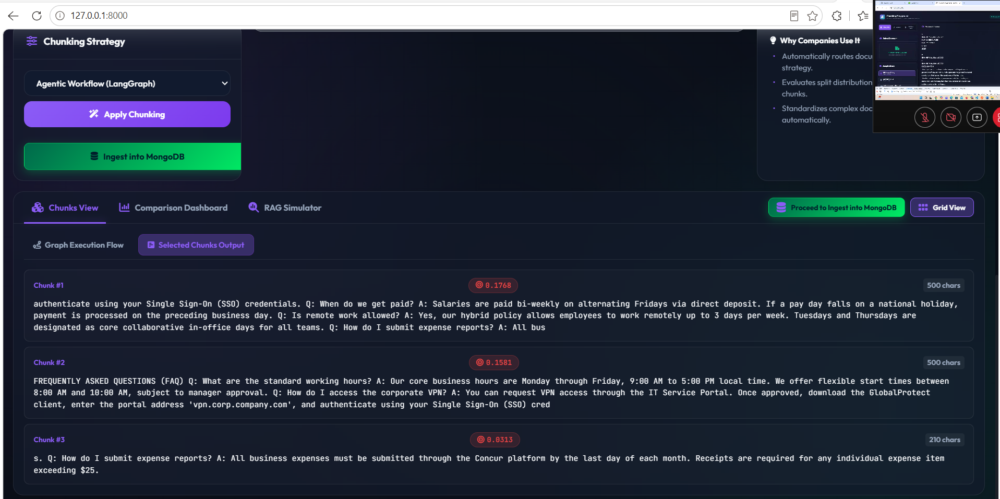 127.0.0.1:8000
Chunking Strategy
Agentic Workflow (LangGraph)
Apply Chunking
Ingest into MongoDB
Why Companies Use It
• Automatically routes docu
strategy.
• Evaluates split distribution
chunks.
• Standardizes complex doc
automatically.
Chunks View
Comparison Dashboard
RAG Simulator
Proceed to Ingest into MongoDB
Grid View
Graph Execution Flow
Selected Chunks Output
Chunk #1
0.1768
500 chars
authenticate using your Single Sign-On (SSO) credentials. Q: When do we get paid? A: Salaries are paid bi-weekly on alternating Fridays via direct deposit. If a pay day falls on a national holiday,
payment is processed on the preceding business day. Q: Is remote work allowed? A: Yes, our hybrid policy allows employees to work remotely up to 3 days per week. Tuesdays and Thursdays are
designated as core collaborative in-office days for all teams. Q: How do I submit expense reports? A: All bus
Chunk #2
0.1581
500 chars
FREQUENTLY ASKED QUESTIONS (FAQ) Q: What are the standard working hours? A: Our core business hours are Monday through Friday, 9:00 AM to 5:00 PM local time. We offer flexible start times between
8:00 AM and 10:00 AM, subject to manager approval. Q: How do I access the corporate VPN? A: You can request VPN access through the IT Service Portal. Once approved, download the GlobalProtect
client, enter the portal address 'vpn.corp.company.com', and authenticate using your Single Sign-On (SSO) cred
Chunk #3
0.0313
210 chars
s. Q: How do I submit expense reports? A: All business expenses must be submitted through the Concur platform by the last day of each month. Receipts are required for any individual expense item
exceeding $25.